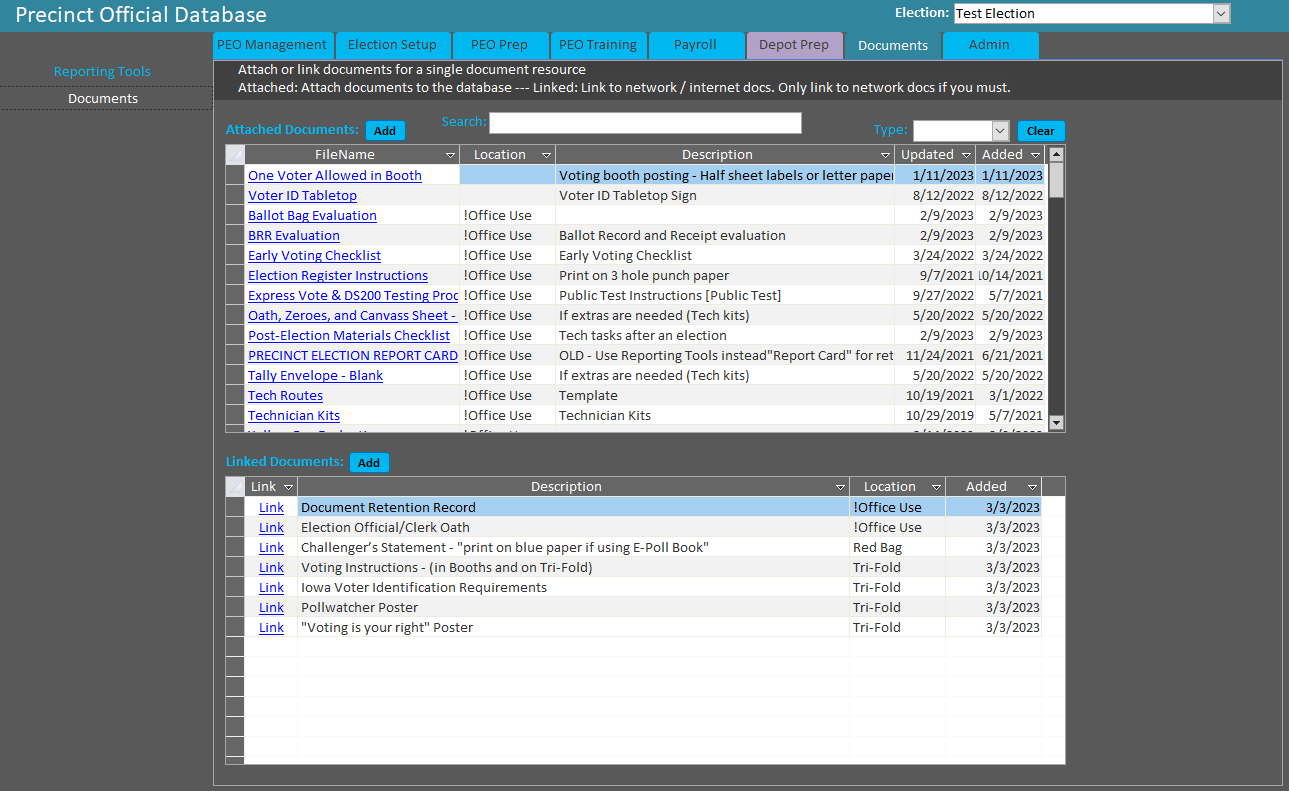 Precinct Official Database
Election: Test Election
PEO Management Election Setup PEO Prep PEO Training Payroll Depot Prep Documents Admin
Reporting Tools
Documents
Attach or link documents for a single document resource
Attached: Attach documents to the database --- Linked: Link to network / internet docs. Only link to network docs if you must.
Attached Documents: Add Search: Type: Clear
FileName Location Description Updated Added
One Voter Allowed in Booth Voting booth posting - Half sheet labels or letter paper 1/11/2023 1/11/2023
Voter ID Tabletop Voter ID Tabletop Sign 8/12/2022 8/12/2022
Ballot Bag Evaluation !Office Use 2/9/2023 2/9/2023
BRR Evaluation !Office Use Ballot Record and Receipt evaluation 2/9/2023 2/9/2023
Early Voting Checklist !Office Use Early Voting Checklist 3/24/2022 3/24/2022
Election Register Instructions !Office Use Print on 3 hole punch paper 9/7/2021 10/14/2021
Express Vote & DS200 Testing Proc !Office Use Public Test Instructions [Public Test] 9/27/2022 5/7/2021
Oath, Zeroes, and Canvass Sheet - !Office Use If extras are needed (Tech kits) 5/20/2022 5/20/2022
Post-Election Materials Checklist !Office Use Tech tasks after an election 2/9/2023 2/9/2023
PRECINCT ELECTION REPORT CARD !Office Use OLD - Use Reporting Tools instead"Report Card" for ret 11/24/2021 6/21/2021
Tally Envelope - Blank !Office Use If extras are needed (Tech kits) 5/20/2022 5/20/2022
Tech Routes !Office Use Template 10/19/2021 3/1/2022
Technician Kits !Office Use Technician Kits 10/29/2019 5/7/2021
Linked Documents: Add
Link Description Location Added
Link Document Retention Record !Office Use 3/3/2023
Link Election Official/Clerk Oath !Office Use 3/3/2023
Link Challenger’s Statement - "print on blue paper if using E-Poll Book" Red Bag 3/3/2023
Link Voting Instructions - (in Booths and on Tri-Fold) Tri-Fold 3/3/2023
Link Iowa Voter Identification Requirements Tri-Fold 3/3/2023
Link Pollwatcher Poster Tri-Fold 3/3/2023
Link "Voting is your right" Poster Tri-Fold 3/3/2023